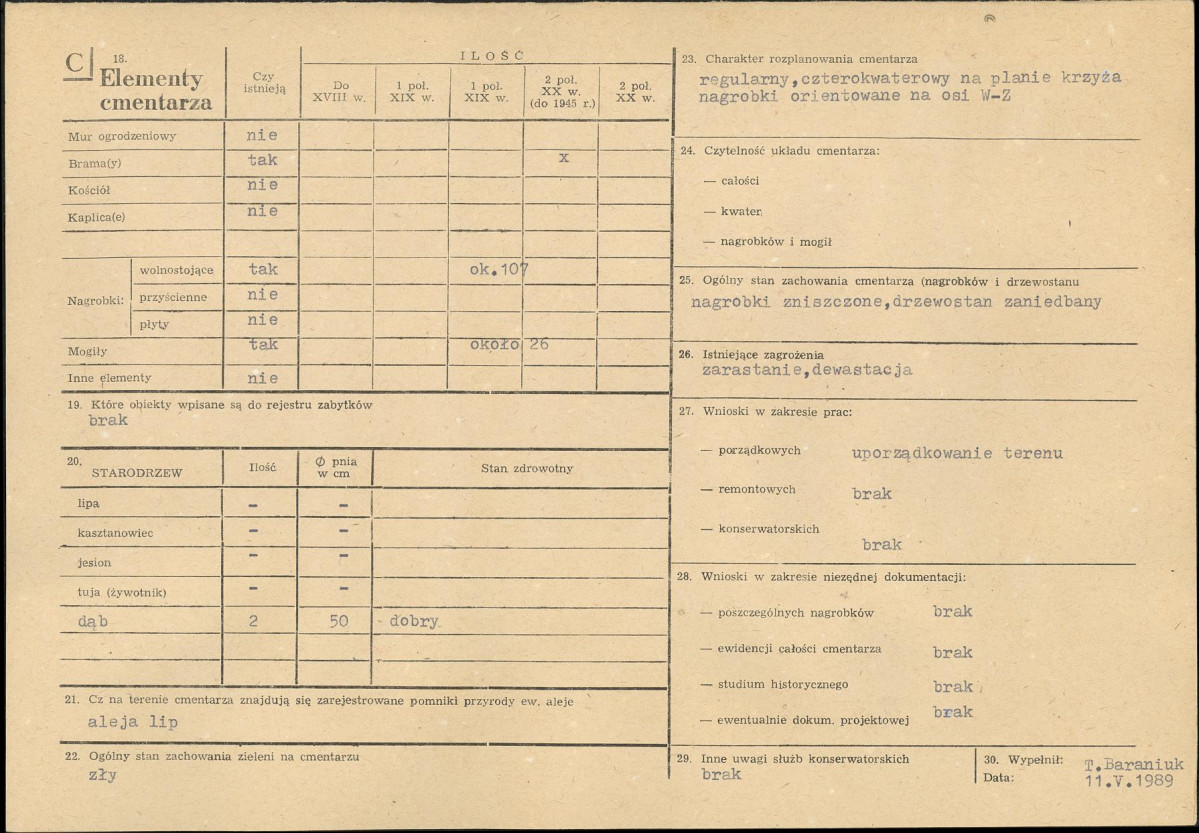 C
18.
Elementy
cmentarza
Czy
istnieją
ILOŚĆ
Do
XVIII w.
1 poł.
XIX w.
1 poł.
XIX w.
2 poł.
XX w.
(do 1945 r.)
2 poł.
XX w.
Mur ogrodzeniowy nie
Brama(y) tak x
Kościół nie
Kaplica(e) nie
Nagrobki:
wolnostojące tak ok.107
przyścienne nie
płyty nie
Mogiły tak około 26
Inne elementy nie
19. Które obiekty wpisane są do rejestru zabytków
brak
20.
STARODRZEW
Ilość
Ø pnia
w cm
Stan zdrowotny
lipa - -
kasztanowiec - -
jesion - -
tuja (żywotnik) - -
dąb 2 50 dobry
21. Cz na terenie cmentarza znajdują się zarejestrowane pomniki przyrody ew. aleje
aleja lip
22. Ogólny stan zachowania zieleni na cmentarzu
zły
23. Charakter rozplanowania cmentarza
regularny,czterokwaterowy na planie krzyża
nagrobki orientowane na osi W-Z
24. Czytelność układu cmentarza:
— całości
— kwater
— nagrobków i mogił
25. Ogólny stan zachowania cmentarza (nagrobków i drzewostanu
nagrobki zniszczone,drzewostan zaniedbany
26. Istniejące zagrożenia
zarastanie,dewastacja
27. Wnioski w zakresie prac:
— porządkowych uporządkowanie terenu
— remontowych brak
— konserwatorskich
brak
28. Wnioski w zakresie niezędnej dokumentacji:
— poszczególnych nagrobków brak
— ewidencji całości cmentarza brak
— studium historycznego brak
— ewentualnie dokum. projektowej brak
29. Inne uwagi służb konserwatorskich
brak
30. Wypełnił: T.Baraniuk
Data: 11.V.1989